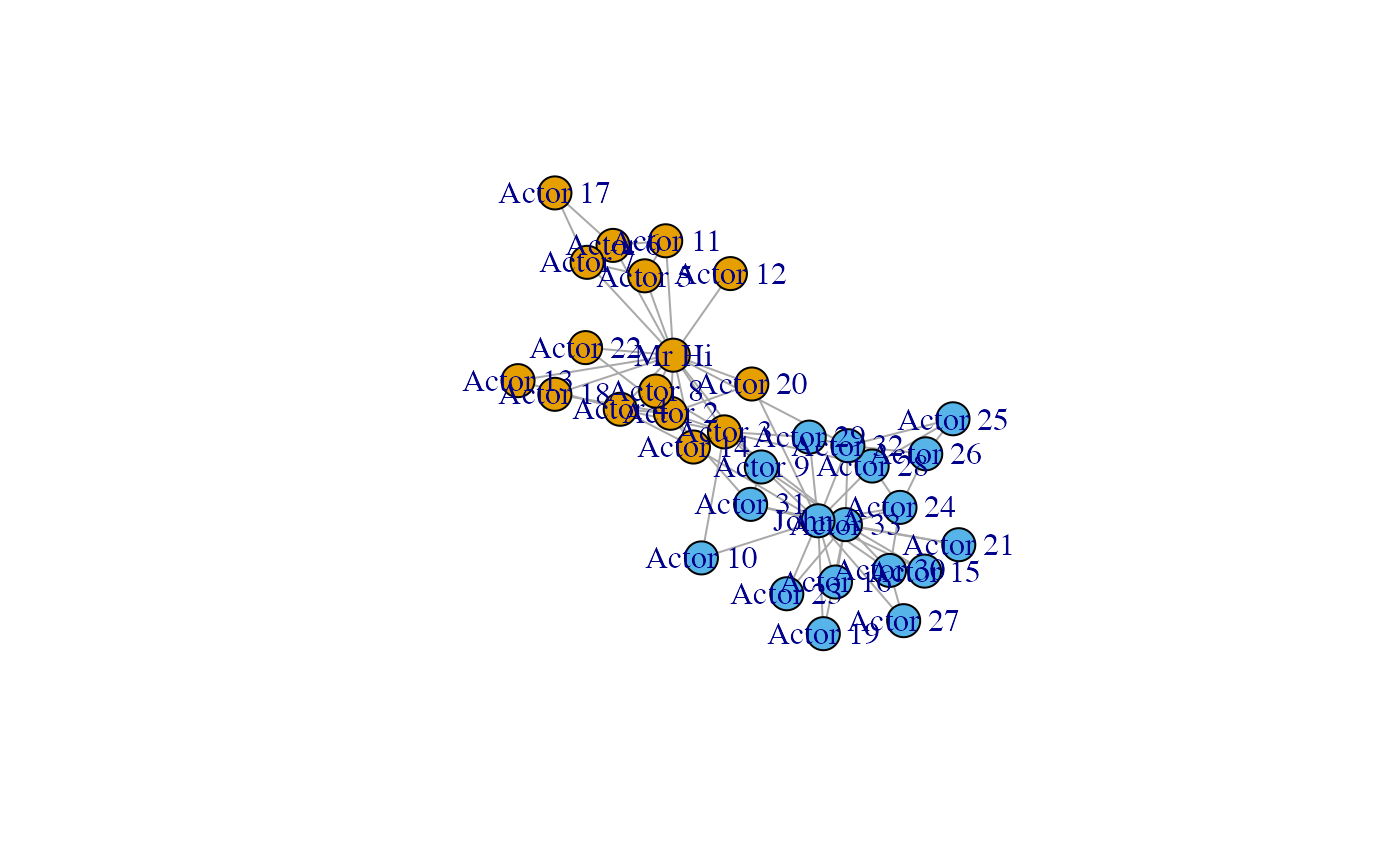 Actor 17
Actor 6
Actor 11
Actor 7
Actor 5
Actor 12
Actor 22
Mr Hi
Actor 13
Actor 18
Actor 8
Actor 20
Actor 4
Actor 2
Actor 3
Actor 14
Actor 25
Actor 29
Actor 32
Actor 26
Actor 9
Actor 28
Actor 31
Actor 24
John A
Actor 33
Actor 21
Actor 10
Actor 30
Actor 15
Actor 16
Actor 23
Actor 27
Actor 19